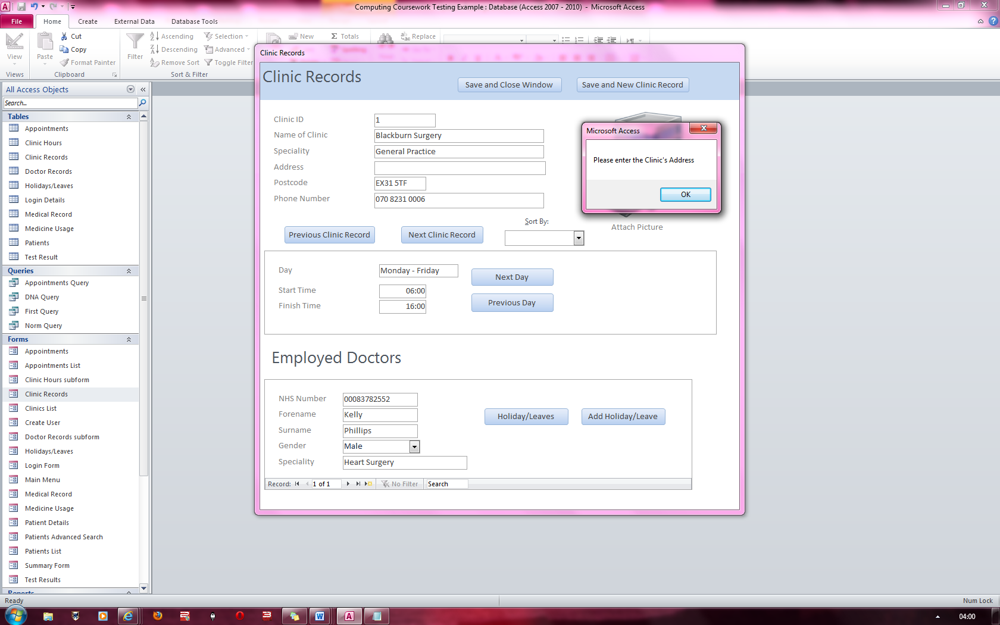 Computing Coursework Testing Example : Database (Access 2007 - 2010) - Microsoft Access
File Home Create External Data Database Tools
View
Views
Paste
Cut
Copy
Format Painter
Clipboard
Filter
Ascending
Descending
Remove Sort
Selection
Advanced
Toggle Filter
Sort & Filter
New
Totals
Replace
All Access Objects
Search...
Tables
Appointments
Clinic Hours
Clinic Records
Doctor Records
Holidays/Leaves
Login Details
Medical Record
Medicine Usage
Patients
Test Result
Queries
Appointments Query
DNA Query
First Query
Norm Query
Forms
Appointments
Appointments List
Clinic Hours subform
Clinic Records
Clinics List
Create User
Doctor Records subform
Holidays/Leaves
Login Form
Main Menu
Medical Record
Medicine Usage
Patient Details
Patients Advanced Search
Patients List
Summary Form
Test Results
Reports
Clinic Records
Clinic Records
Save and Close Window
Save and New Clinic Record
Clinic ID 1
Name of Clinic Blackburn Surgery
Speciality General Practice
Address
Postcode EX31 5TF
Phone Number 070 8231 0006
Microsoft Access
Please enter the Clinic's Address
OK
Attach Picture
Previous Clinic Record
Next Clinic Record
Sort By:
Day Monday - Friday
Start Time 06:00
Finish Time 16:00
Next Day
Previous Day
Employed Doctors
NHS Number 00083782552
Forename Kelly
Surname Phillips
Gender Male
Speciality Heart Surgery
Holiday/Leaves
Add Holiday/Leave
Record: 1 of 1 No Filter Search
Ready
Num Lock
04:00